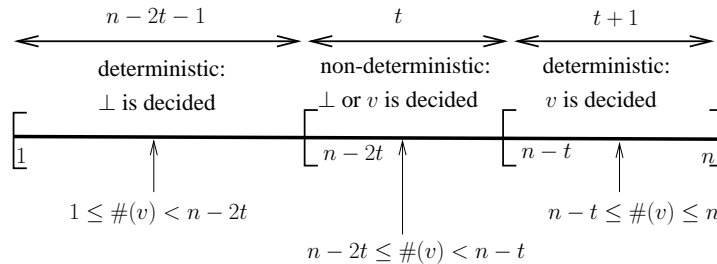 n − 2t − 1 t t + 1
deterministic: non-deterministic: deterministic:
⊥ is decided ⊥ or v is decided v is decided
1 n − 2t n − t n
1 ≤ #(v) < n − 2t n − t ≤ #(v) ≤ n
n − 2t ≤ #(v) < n − t